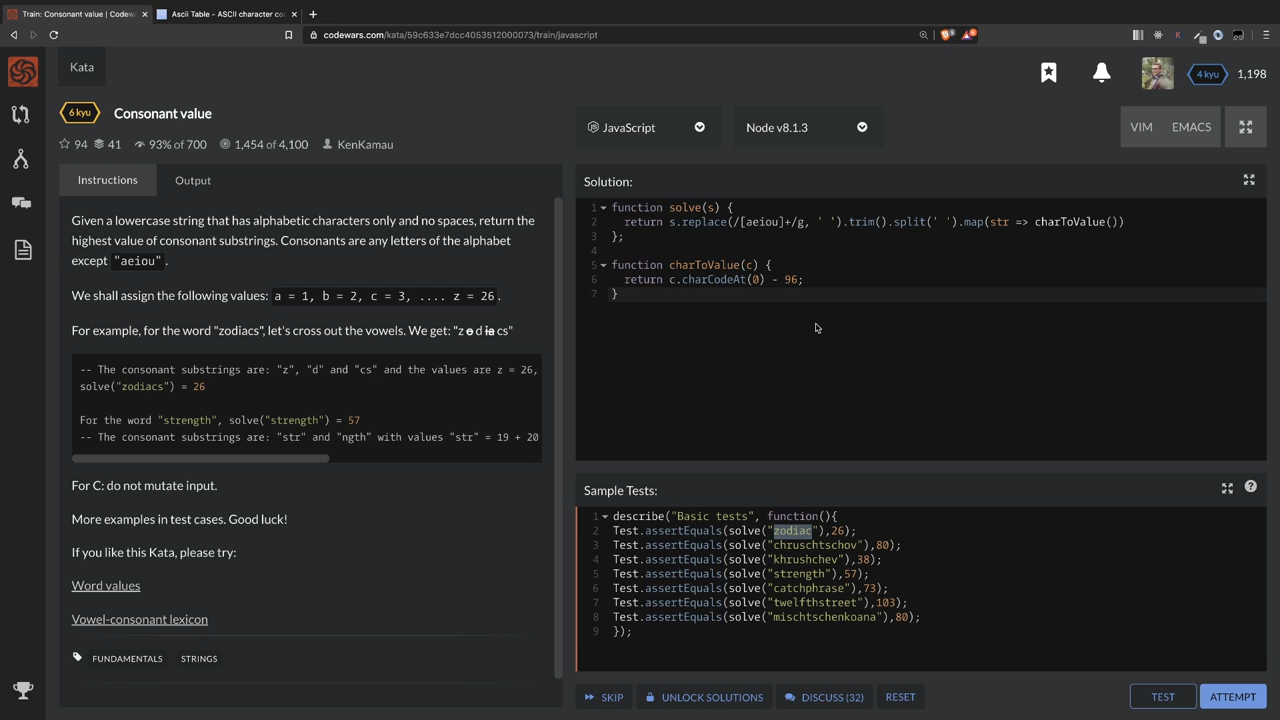 Train: Consonant value | Codew
Ascii Table - ASCII character co
codewars.com/kata/59c633e7dcc4053512000073/train/javascript
Kata
4 kyu
1,198
6 kyu
Consonant value
94 41 93% of 700 1,454 of 4,100 KenKamau
JavaScript
Node v8.1.3
VIM EMACS
Instructions
Output
Given a lowercase string that has alphabetic characters only and no spaces, return the
highest value of consonant substrings. Consonants are any letters of the alphabet
except "aeiou".
We shall assign the following values: a = 1, b = 2, c = 3, .... z = 26.
For example, for the word "zodiacs", let's cross out the vowels. We get: "z o d ia cs"
-- The consonant substrings are: "z", "d" and "cs" and the values are z = 26,
solve("zodiacs") = 26
For the word "strength", solve("strength") = 57
-- The consonant substrings are: "str" and "ngth" with values "str" = 19 + 20
For C: do not mutate input.
More examples in test cases. Good luck!
If you like this Kata, please try:
Word values
Vowel-consonant lexicon
FUNDAMENTALS STRINGS
Solution:
1 function solve(s) {
2 return s.replace(/[aeiou]+/g, ' ').trim().split(' ').map(str => charToValue())
3 };
4
5 function charToValue(c) {
6 return c.charCodeAt(0) - 96;
7 }
Sample Tests:
1 describe("Basic tests", function(){
2 Test.assertEquals(solve("zodiac"),26);
3 Test.assertEquals(solve("chruschtschov"),80);
4 Test.assertEquals(solve("khrushchev"),38);
5 Test.assertEquals(solve("strength"),57);
6 Test.assertEquals(solve("catchphrase"),73);
7 Test.assertEquals(solve("twelfthstreet"),103);
8 Test.assertEquals(solve("mischtschenkoana"),80);
9 });
SKIP
UNLOCK SOLUTIONS
DISCUSS (32)
RESET
TEST
ATTEMPT